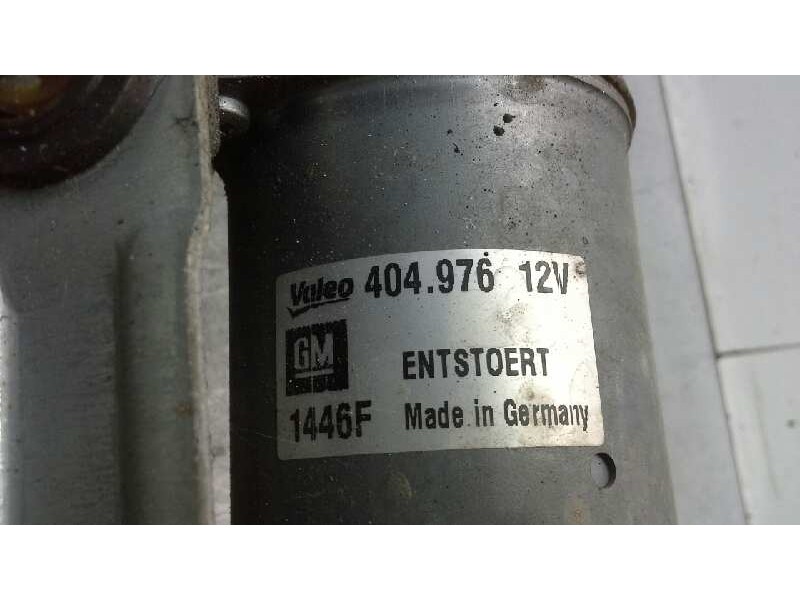 Valeo 404.976 12V
GM ENTSTOERT
1446F Made in Germany